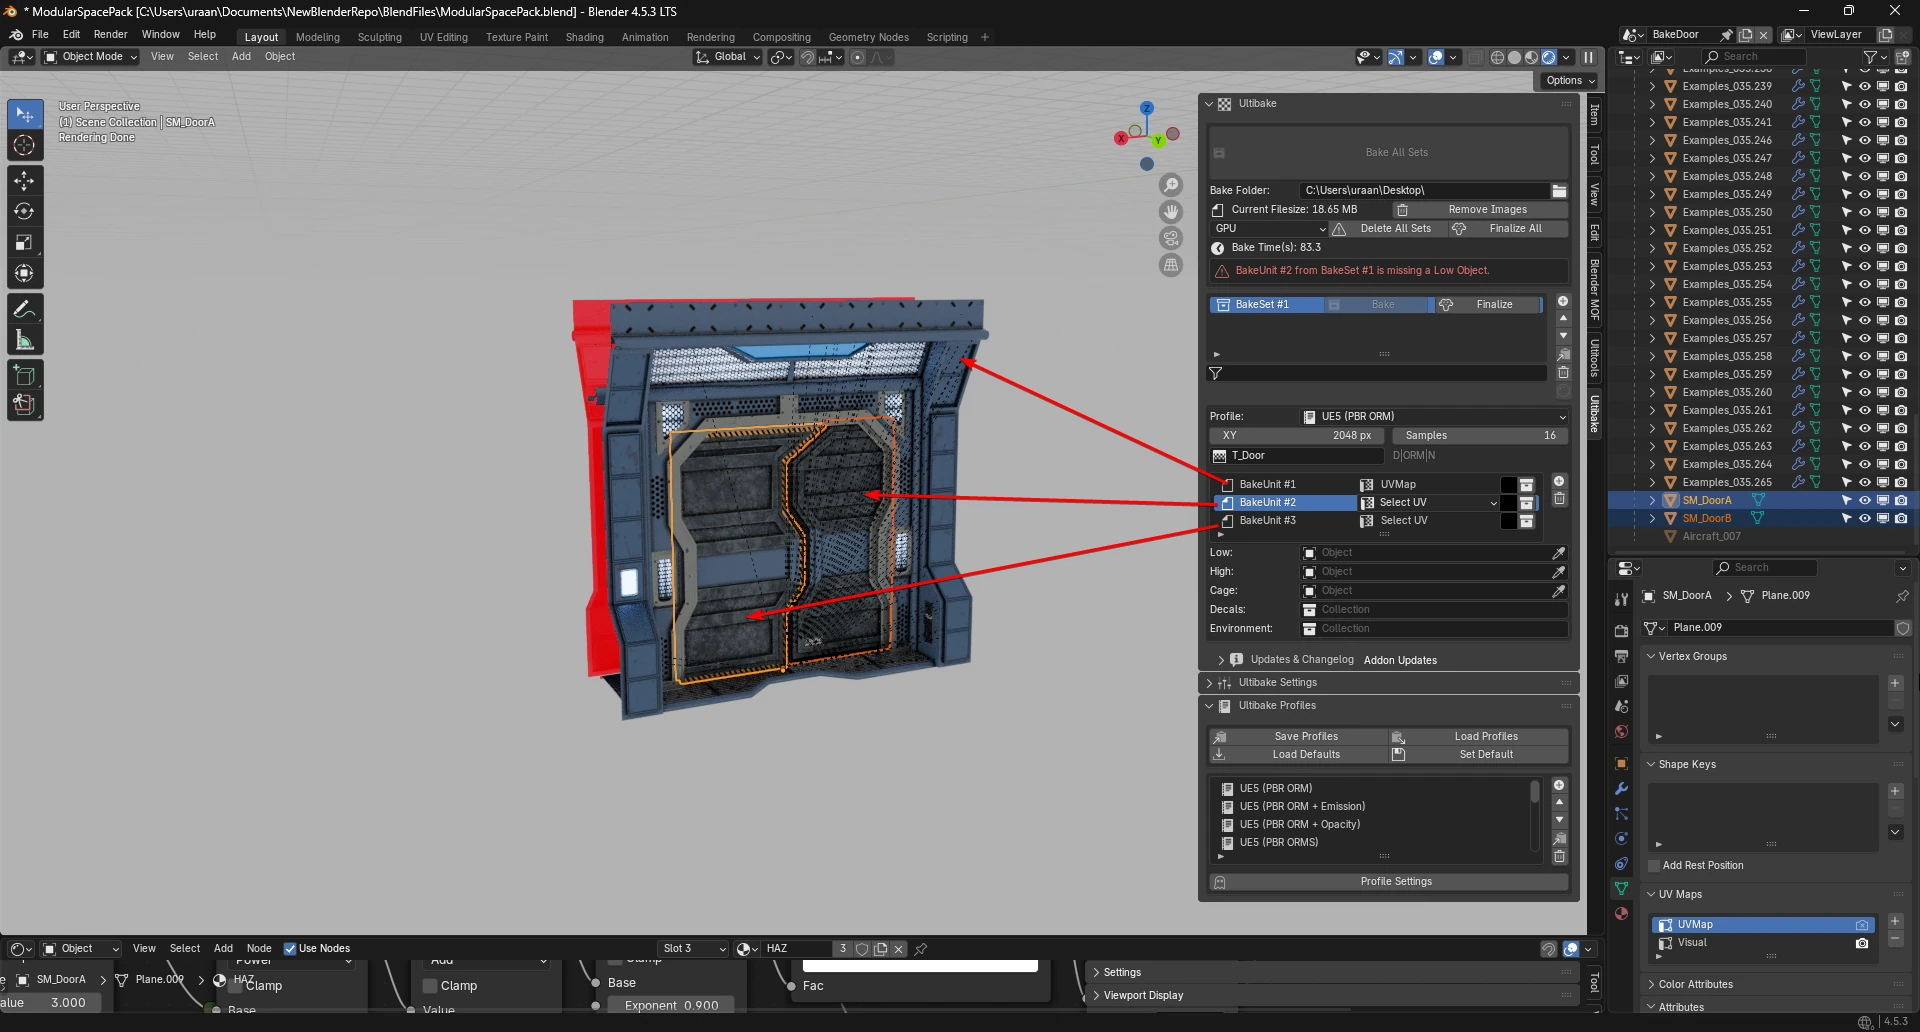 * ModularSpacePack [C:\Users\uraan\Documents\NewBlenderRepo\BlendFiles\ModularSpacePack.blend] - Blender 4.5.3 LTS
File Edit Render Window Help Layout Modeling Sculpting UV Editing Texture Paint Shading Animation Rendering Compositing Geometry Nodes Scripting + BakeDoor ViewLayer
Object Mode View Select Add Object Global Search
Options
User Perspective
(1) Scene Collection | SM_DoorA
Rendering Done
Z
X
Y
Ultibake
Bake All Sets
Bake Folder: C:\Users\uraan\Desktop\
Current Filesize: 18.65 MB Remove Images
GPU Delete All Sets Finalize All
Bake Time(s): 83.3
BakeUnit #2 from BakeSet #1 is missing a Low Object.
BakeSet #1 Bake Finalize
Profile: UE5 (PBR ORM)
XY 2048 px Samples 16
T_Door D|ORM|N
BakeUnit #1 UVMap
BakeUnit #2 Select UV
BakeUnit #3 Select UV
Low: Object
High: Object
Cage: Object
Decals: Collection
Environment: Collection
Updates & Changelog Addon Updates
Ultibake Settings
Ultibake Profiles
Save Profiles Load Profiles
Load Defaults Set Default
UE5 (PBR ORM)
UE5 (PBR ORM + Emission)
UE5 (PBR ORM + Opacity)
UE5 (PBR ORMS)
Profile Settings
Item
Tool
View
Edit
Blender MOF
Ultitools
Ultibake
Examples_035.239
Examples_035.240
Examples_035.241
Examples_035.246
Examples_035.247
Examples_035.248
Examples_035.249
Examples_035.250
Examples_035.251
Examples_035.252
Examples_035.253
Examples_035.254
Examples_035.255
Examples_035.256
Examples_035.257
Examples_035.258
Examples_035.259
Examples_035.260
Examples_035.261
Examples_035.262
Examples_035.263
Examples_035.264
Examples_035.265
SM_DoorA
SM_DoorB
Aircraft_007
Search
SM_DoorA Plane.009
Plane.009
Vertex Groups
Shape Keys
Add Rest Position
UV Maps
UVMap
Visual
Color Attributes
Attributes
Object View Select Add Node Use Nodes Slot 3 HAZ 3
Power Add Clamp
SM_DoorA Plane.009 HAZ
Clamp Clamp Base Fac
alue 3.000 Base Value Exponent 0.900
Settings
Viewport Display
Tool
4.5.3